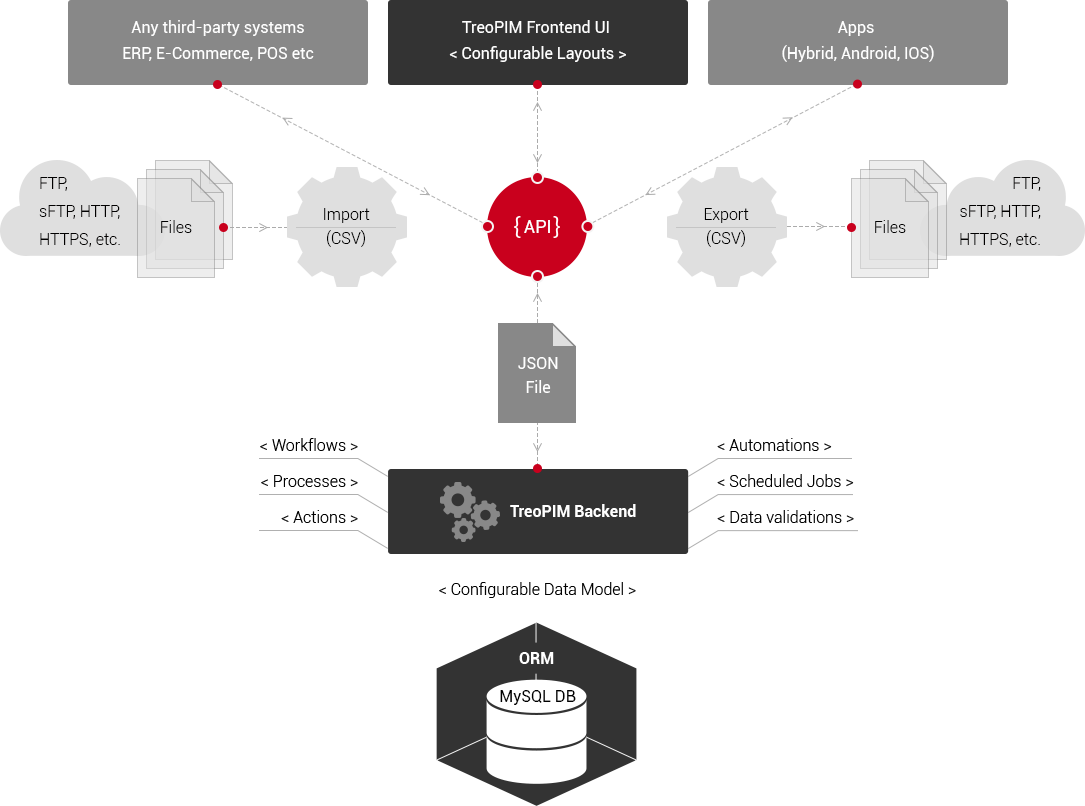 Any third-party systems
ERP, E-Commerce, POS etc
TreoPIM Frontend UI
< Configurable Layouts >
Apps
(Hybrid, Android, IOS)
FTP,
sFTP, HTTP,
HTTPS, etc.
Files
Import
(CSV)
{API}
Export
(CSV)
Files
FTP,
sFTP, HTTP,
HTTPS, etc.
JSON
File
< Workflows >
< Processes >
< Actions >
TreoPIM Backend
< Automations >
< Scheduled Jobs >
< Data validations >
< Configurable Data Model >
ORM
MySQL DB